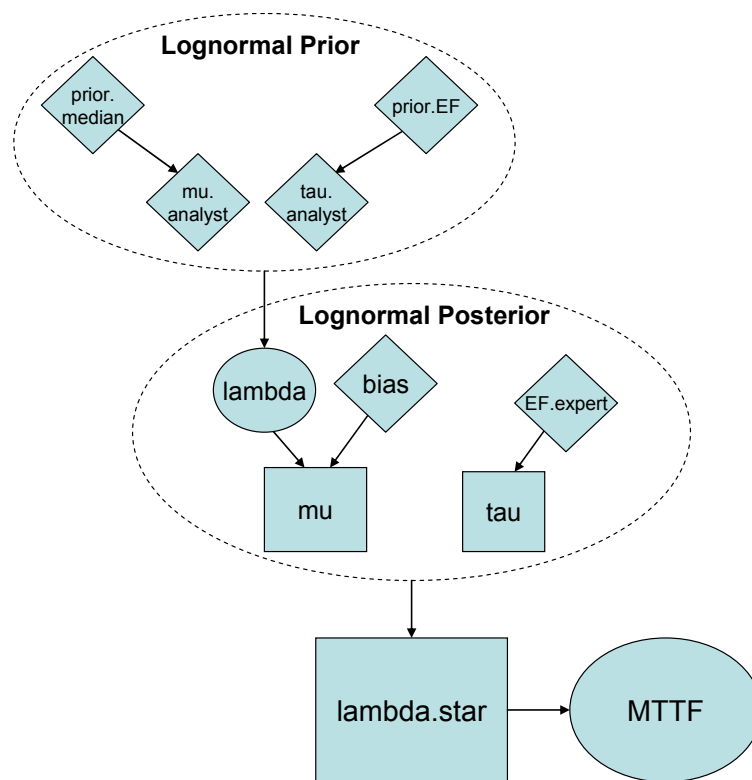 Lognormal Prior
prior.
median
prior.EF
mu.
analyst
tau.
analyst
Lognormal Posterior
lambda
bias
EF.expert
mu
tau
lambda.star
MTTF